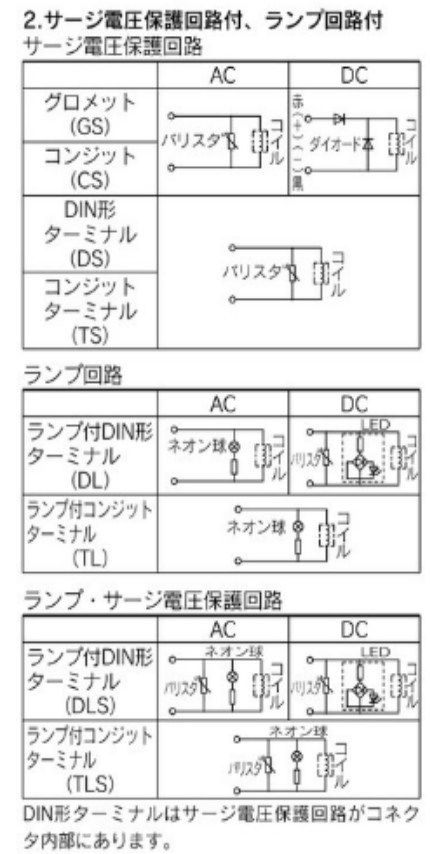 2.サージ電圧保護回路付、ランプ回路付
サージ電圧保護回路
AC
DC
グロメット
(GS)
コンジット
(CS)
バリスタ
コイル
赤(+)(−)黒
ダイオード
コイル
DIN形
ターミナル
(DS)
コンジット
ターミナル
(TS)
バリスタ
コイル
ランプ回路
AC
DC
ランプ付DIN形
ターミナル
(DL)
ネオン球
コイル
LED
バリスタ
コイル
ランプ付コンジット
ターミナル
(TL)
ネオン球
コイル
ランプ・サージ電圧保護回路
AC
DC
ランプ付DIN形
ターミナル
(DLS)
ネオン球
バリスタ
コイル
LED
バリスタ
コイル
ランプ付コンジット
ターミナル
(TLS)
ネオン球
バリスタ
コイル
DIN形ターミナルはサージ電圧保護回路がコネク
タ内部にあります。